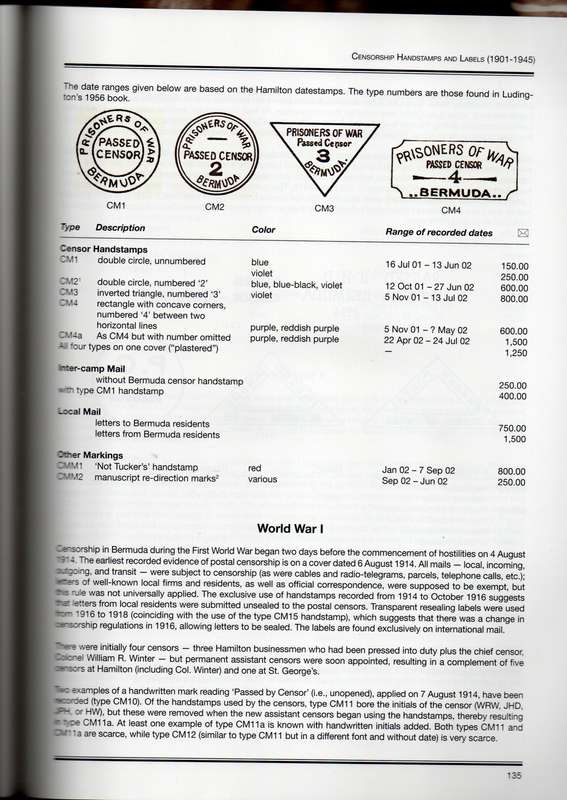 CENSORSHIP HANDSTAMPS AND LABELS (1901-1945)
The date ranges given below are based on the Hamilton datestamps. The type numbers are those found in Luding-
ton's 1956 book.
PRISONERS OF WAR
PASSED
CENSOR
BERMUDA
CM1
PRISONERS OF WAR
PASSED CENSOR
2
BERMUDA
CM2
PRISONERS OF WAR
Passed Censor
3
BERMUDA.
CM3
PRISONERS OF WAR
PASSED CENSOR
4
..BERMUDA..
CM4
Type Description Color Range of recorded dates ✉
Censor Handstamps
CM1 double circle, unnumbered blue 16 Jul 01 – 13 Jun 02 150.00
violet 250.00
CM2¹ double circle, numbered '2' blue, blue-black, violet 12 Oct 01 – 27 Jun 02 600.00
CM3 inverted triangle, numbered '3' violet 5 Nov 01 – 13 Jul 02 800.00
CM4 rectangle with concave corners,
numbered '4' between two
horizontal lines purple, reddish purple 5 Nov 01 – ? May 02 600.00
CM4a As CM4 but with number omitted purple, reddish purple 22 Apr 02 – 24 Jul 02 1,500
All four types on one cover ("plastered") — 1,250
Inter-camp Mail
without Bermuda censor handstamp 250.00
with type CM1 handstamp 400.00
Local Mail
letters to Bermuda residents 750.00
letters from Bermuda residents 1,500
Other Markings
CMM1 'Not Tucker's' handstamp red Jan 02 – 7 Sep 02 800.00
CMM2 manuscript re-direction marks² various Sep 02 – Jun 02 250.00
World War I
Censorship in Bermuda during the First World War began two days before the commencement of hostilities on 4 August
1914. The earliest recorded evidence of postal censorship is on a cover dated 6 August 1914. All mails — local, incoming,
outgoing, and transit — were subject to censorship (as were cables and radio-telegrams, parcels, telephone calls, etc.);
letters of well-known local firms and residents, as well as official correspondence, were supposed to be exempt, but
this rule was not universally applied. The exclusive use of handstamps recorded from 1914 to October 1916 suggests
that letters from local residents were submitted unsealed to the postal censors. Transparent resealing labels were used
from 1916 to 1918 (coinciding with the use of the type CM15 handstamp), which suggests that there was a change in
censorship regulations in 1916, allowing letters to be sealed. The labels are found exclusively on international mail.
There were initially four censors — three Hamilton businessmen who had been pressed into duty plus the chief censor,
Colonel William R. Winter — but permanent assistant censors were soon appointed, resulting in a complement of five
censors at Hamilton (including Col. Winter) and one at St. George's.
Two examples of a handwritten mark reading 'Passed by Censor' (i.e., unopened), applied on 7 August 1914, have been
recorded (type CM10). Of the handstamps used by the censors, type CM11 bore the initials of the censor (WRW, JHD,
JPH, or HW), but these were removed when the new assistant censors began using the handstamps, thereby resulting
in type CM11a. At least one example of type CM11a is known with handwritten initials added. Both types CM11 and
CM11a are scarce, while type CM12 (similar to type CM11 but in a different font and without date) is very scarce.
135